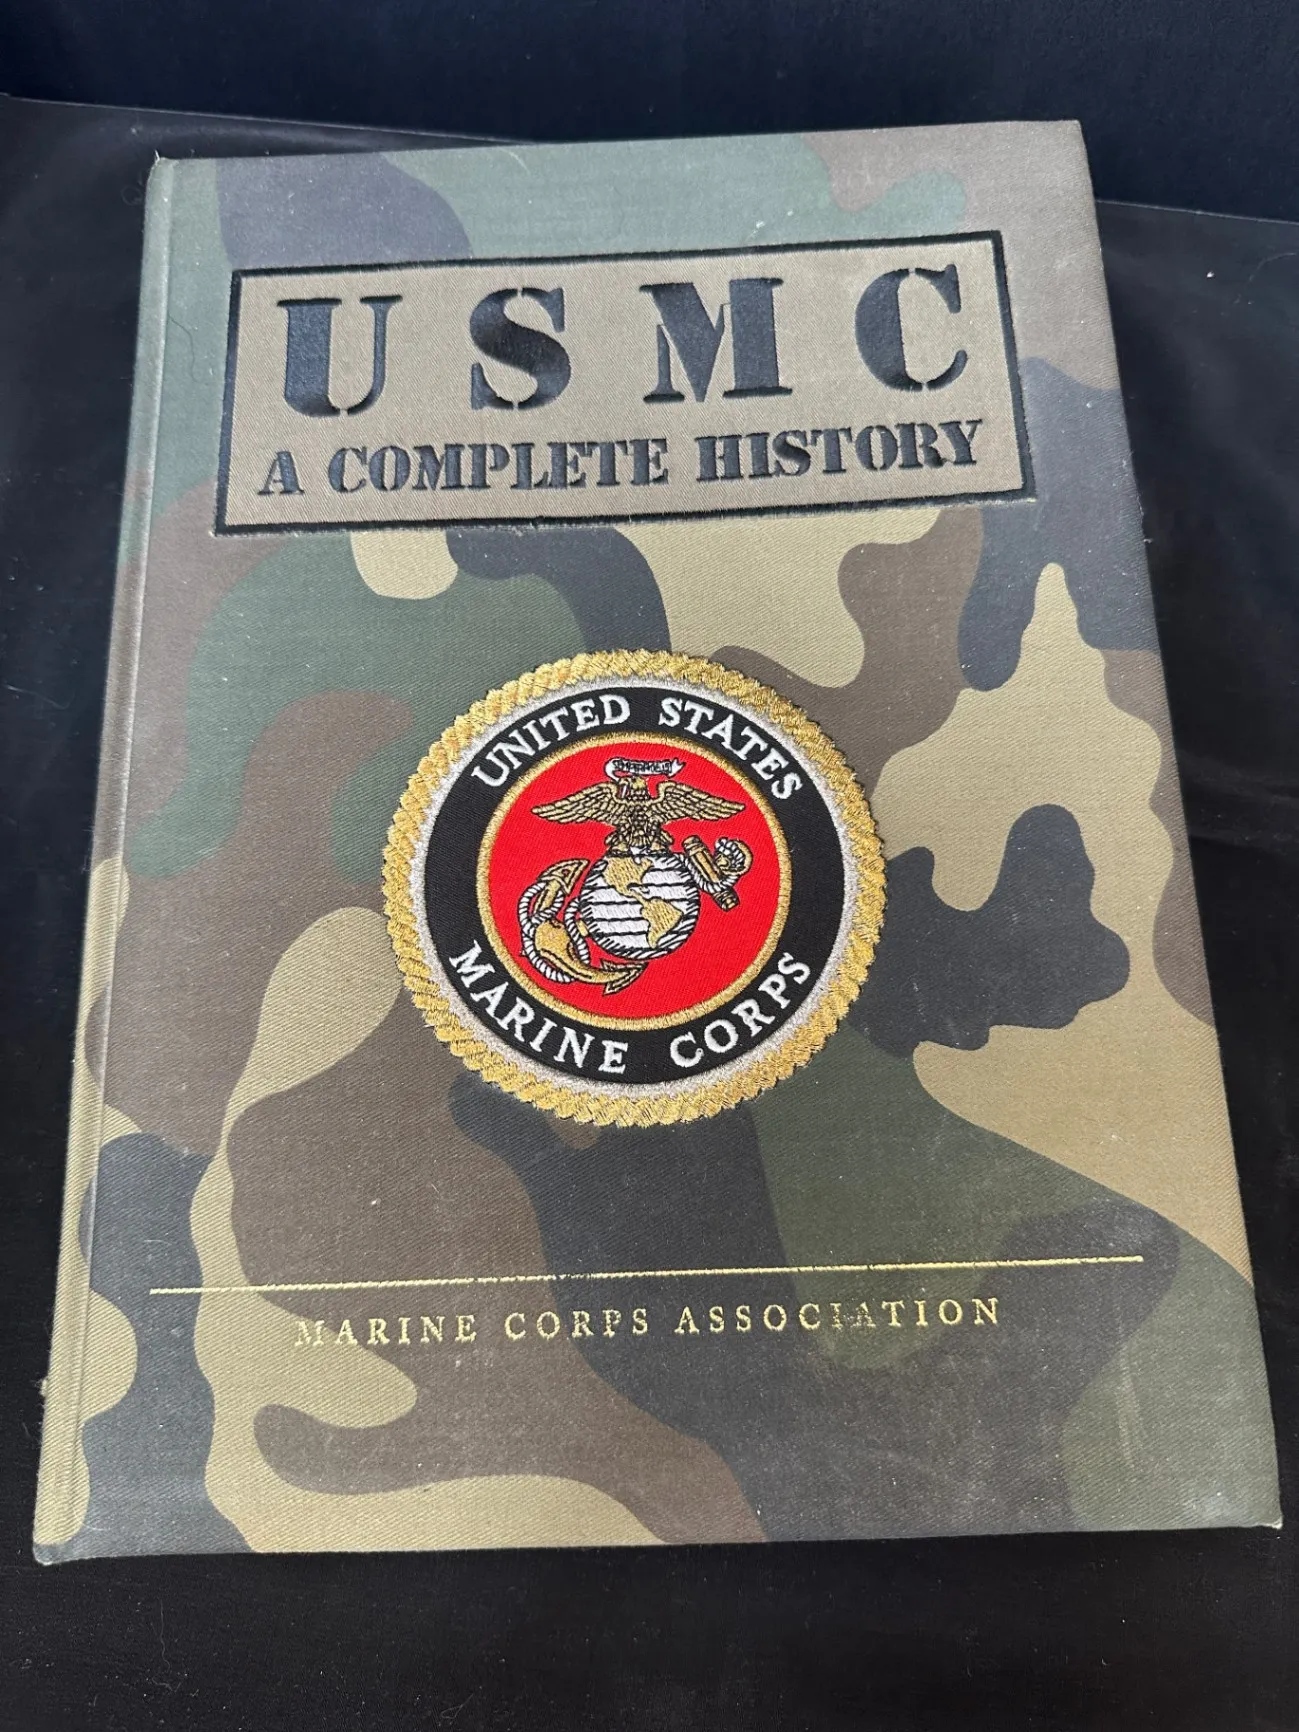 USMC
A COMPLETE HISTORY
UNITED STATES
MARINE CORPS
MARINE CORPS ASSOCIATION